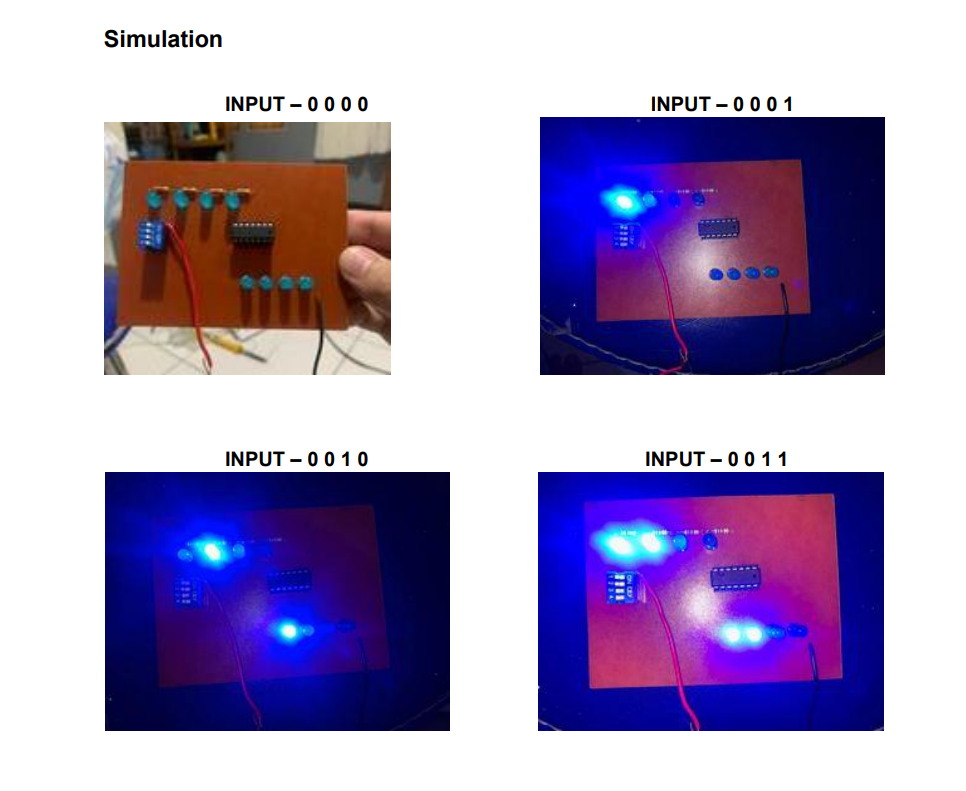 Simulation
INPUT – 0 0 0 0
INPUT – 0 0 0 1
INPUT – 0 0 1 0
INPUT – 0 0 1 1